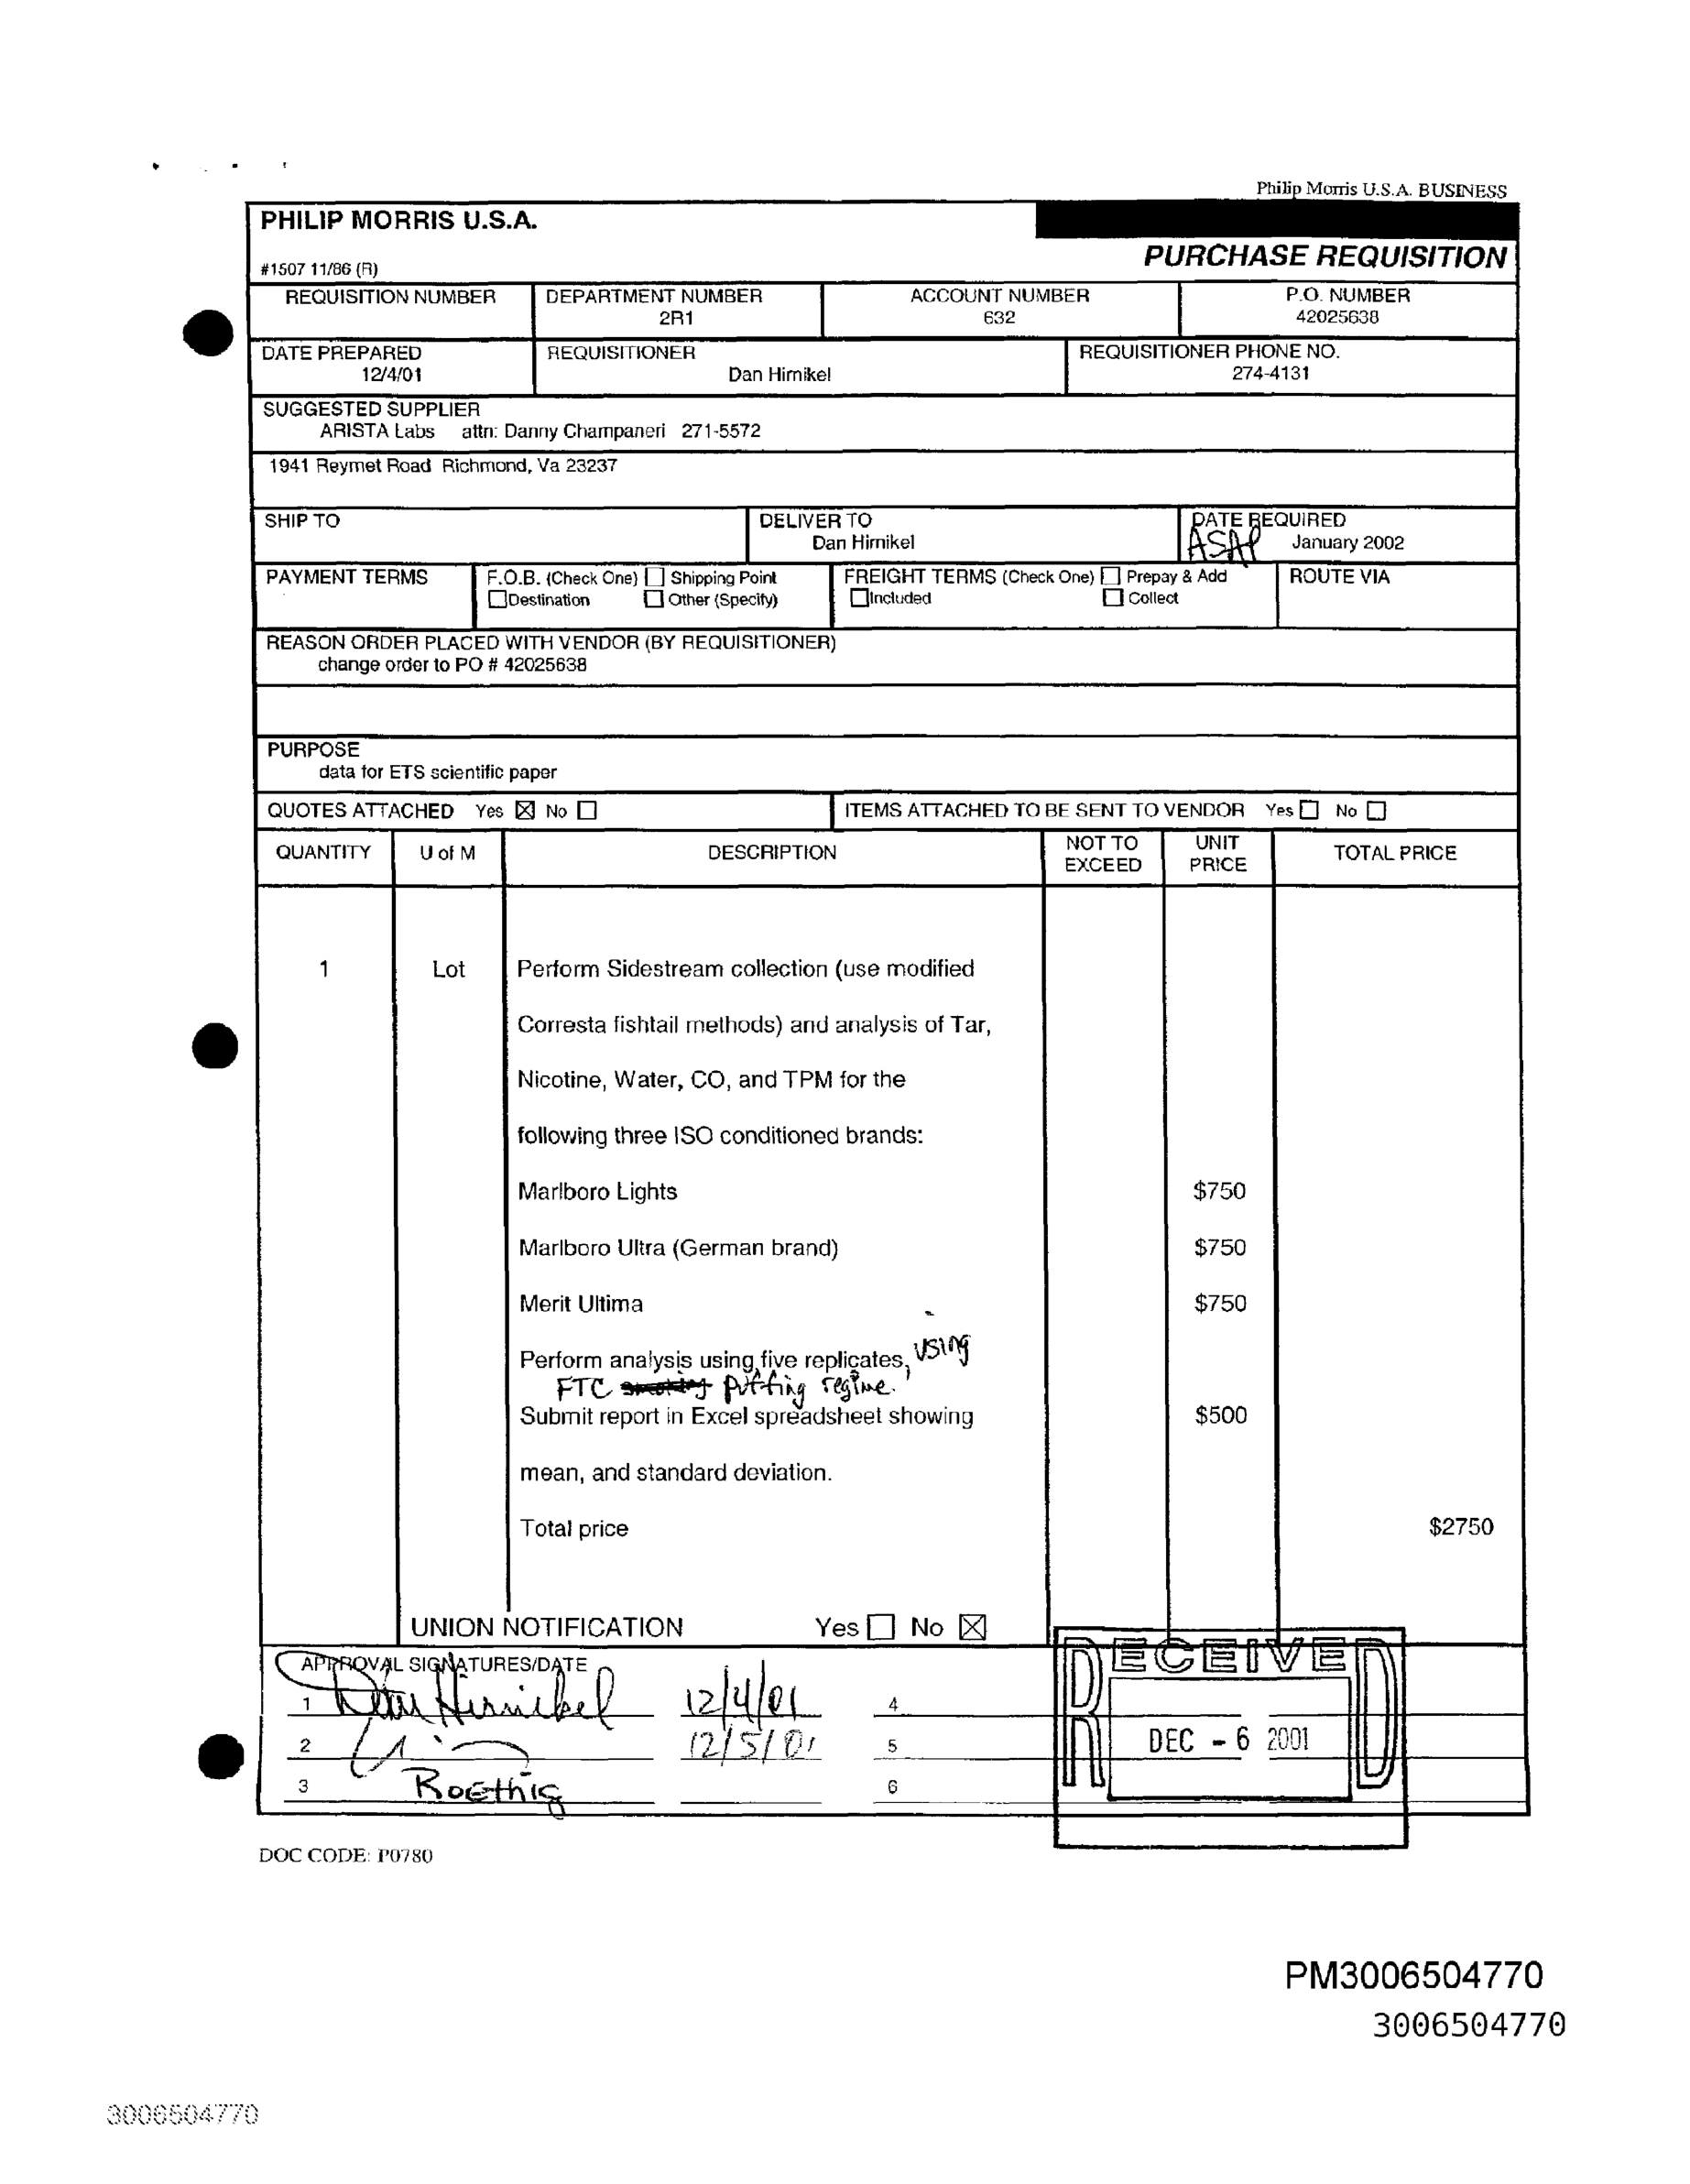 Philip Morris U.S.A. BUSINESS
PHILIP MORRIS U.S.A.
PURCHASE REQUISITION
#1507 11/86 (R)
REQUISITION NUMBER DEPARTMENT NUMBER ACCOUNT NUMBER P.O. NUMBER
2R1 632 42025638
DATE PREPARED REQUISITIONER REQUISITIONER PHONE NO.
12/4/01 Dan Hirnikel 274-4131
SUGGESTED SUPPLIER
ARISTA Labs attn: Danny Champaneri 271-5572
1941 Reymet Road Richmond, Va 23237
SHIP TO DELIVER TO DATE REQUIRED
Dan Hirnikel ASAP January 2002
PAYMENT TERMS F.O.B. (Check One) Shipping Point FREIGHT TERMS (Check One) Prepay & Add ROUTE VIA
Destination Other (Specify) Included Collect
REASON ORDER PLACED WITH VENDOR (BY REQUISITIONER)
change order to PO # 42025638
PURPOSE
data for ETS scientific paper
QUOTES ATTACHED Yes ☒ No ☐ ITEMS ATTACHED TO BE SENT TO VENDOR Yes ☐ No ☐
QUANTITY U of M DESCRIPTION NOT TO EXCEED UNIT PRICE TOTAL PRICE
1 Lot Perform Sidestream collection (use modified
Corresta fishtail methods) and analysis of Tar,
Nicotine, Water, CO, and TPM for the
following three ISO conditioned brands:
Marlboro Lights $750
Marlboro Ultra (German brand) $750
Merit Ultima $750
Perform analysis using five replicates, using
FTC puffing regime.
Submit report in Excel spreadsheet showing $500
mean, and standard deviation.
Total price $2750
UNION NOTIFICATION Yes ☐ No ☒
APPROVAL SIGNATURES/DATE
RECEIVED
1 Dan Hirnikel 12/4/01 4
2 12/5/01 5
DEC - 6 2001
3 Roethig 6
DOC CODE: P0780
PM3006504770
3006504770
3006504770